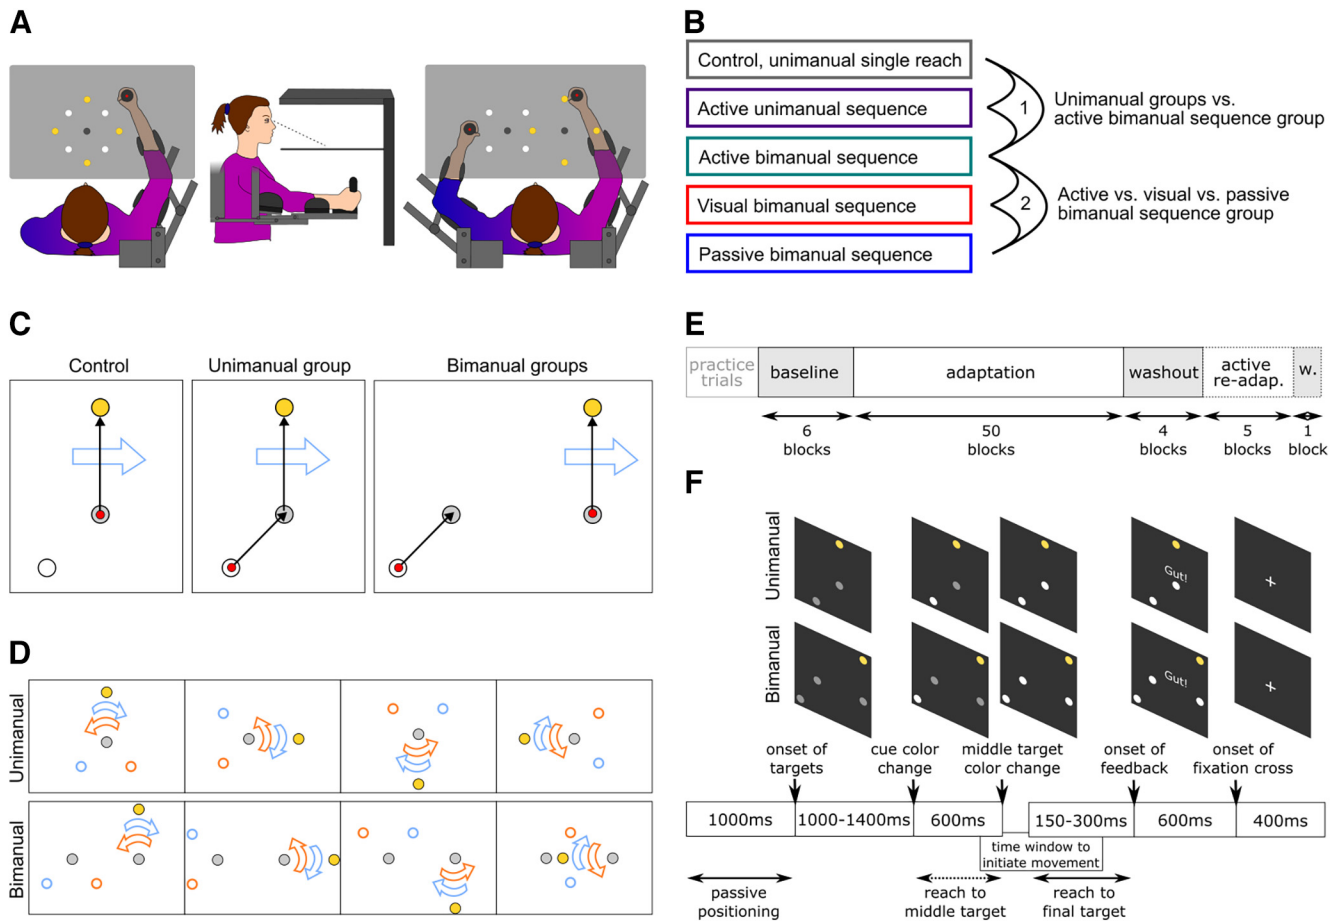 A
B
Control, unimanual single reach
Active unimanual sequence
Active bimanual sequence
Visual bimanual sequence
Passive bimanual sequence
1
Unimanual groups vs.
active bimanual sequence group
2
Active vs. visual vs. passive
bimanual sequence group
C
Control
Unimanual group
Bimanual groups
D
Unimanual
Bimanual
E
practice
trials
baseline
adaptation
washout
active
re-adap.
w.
6
blocks
50
blocks
4
blocks
5
blocks
1
block
F
Unimanual
Gut!
Bimanual
Gut!
onset of
targets
cue color
change
middle target
color change
onset of
feedback
onset of
fixation cross
1000ms
1000-1400ms
600ms
150-300ms
600ms
400ms
time window to
initiate movement
passive
positioning
reach to
middle target
reach to
final target